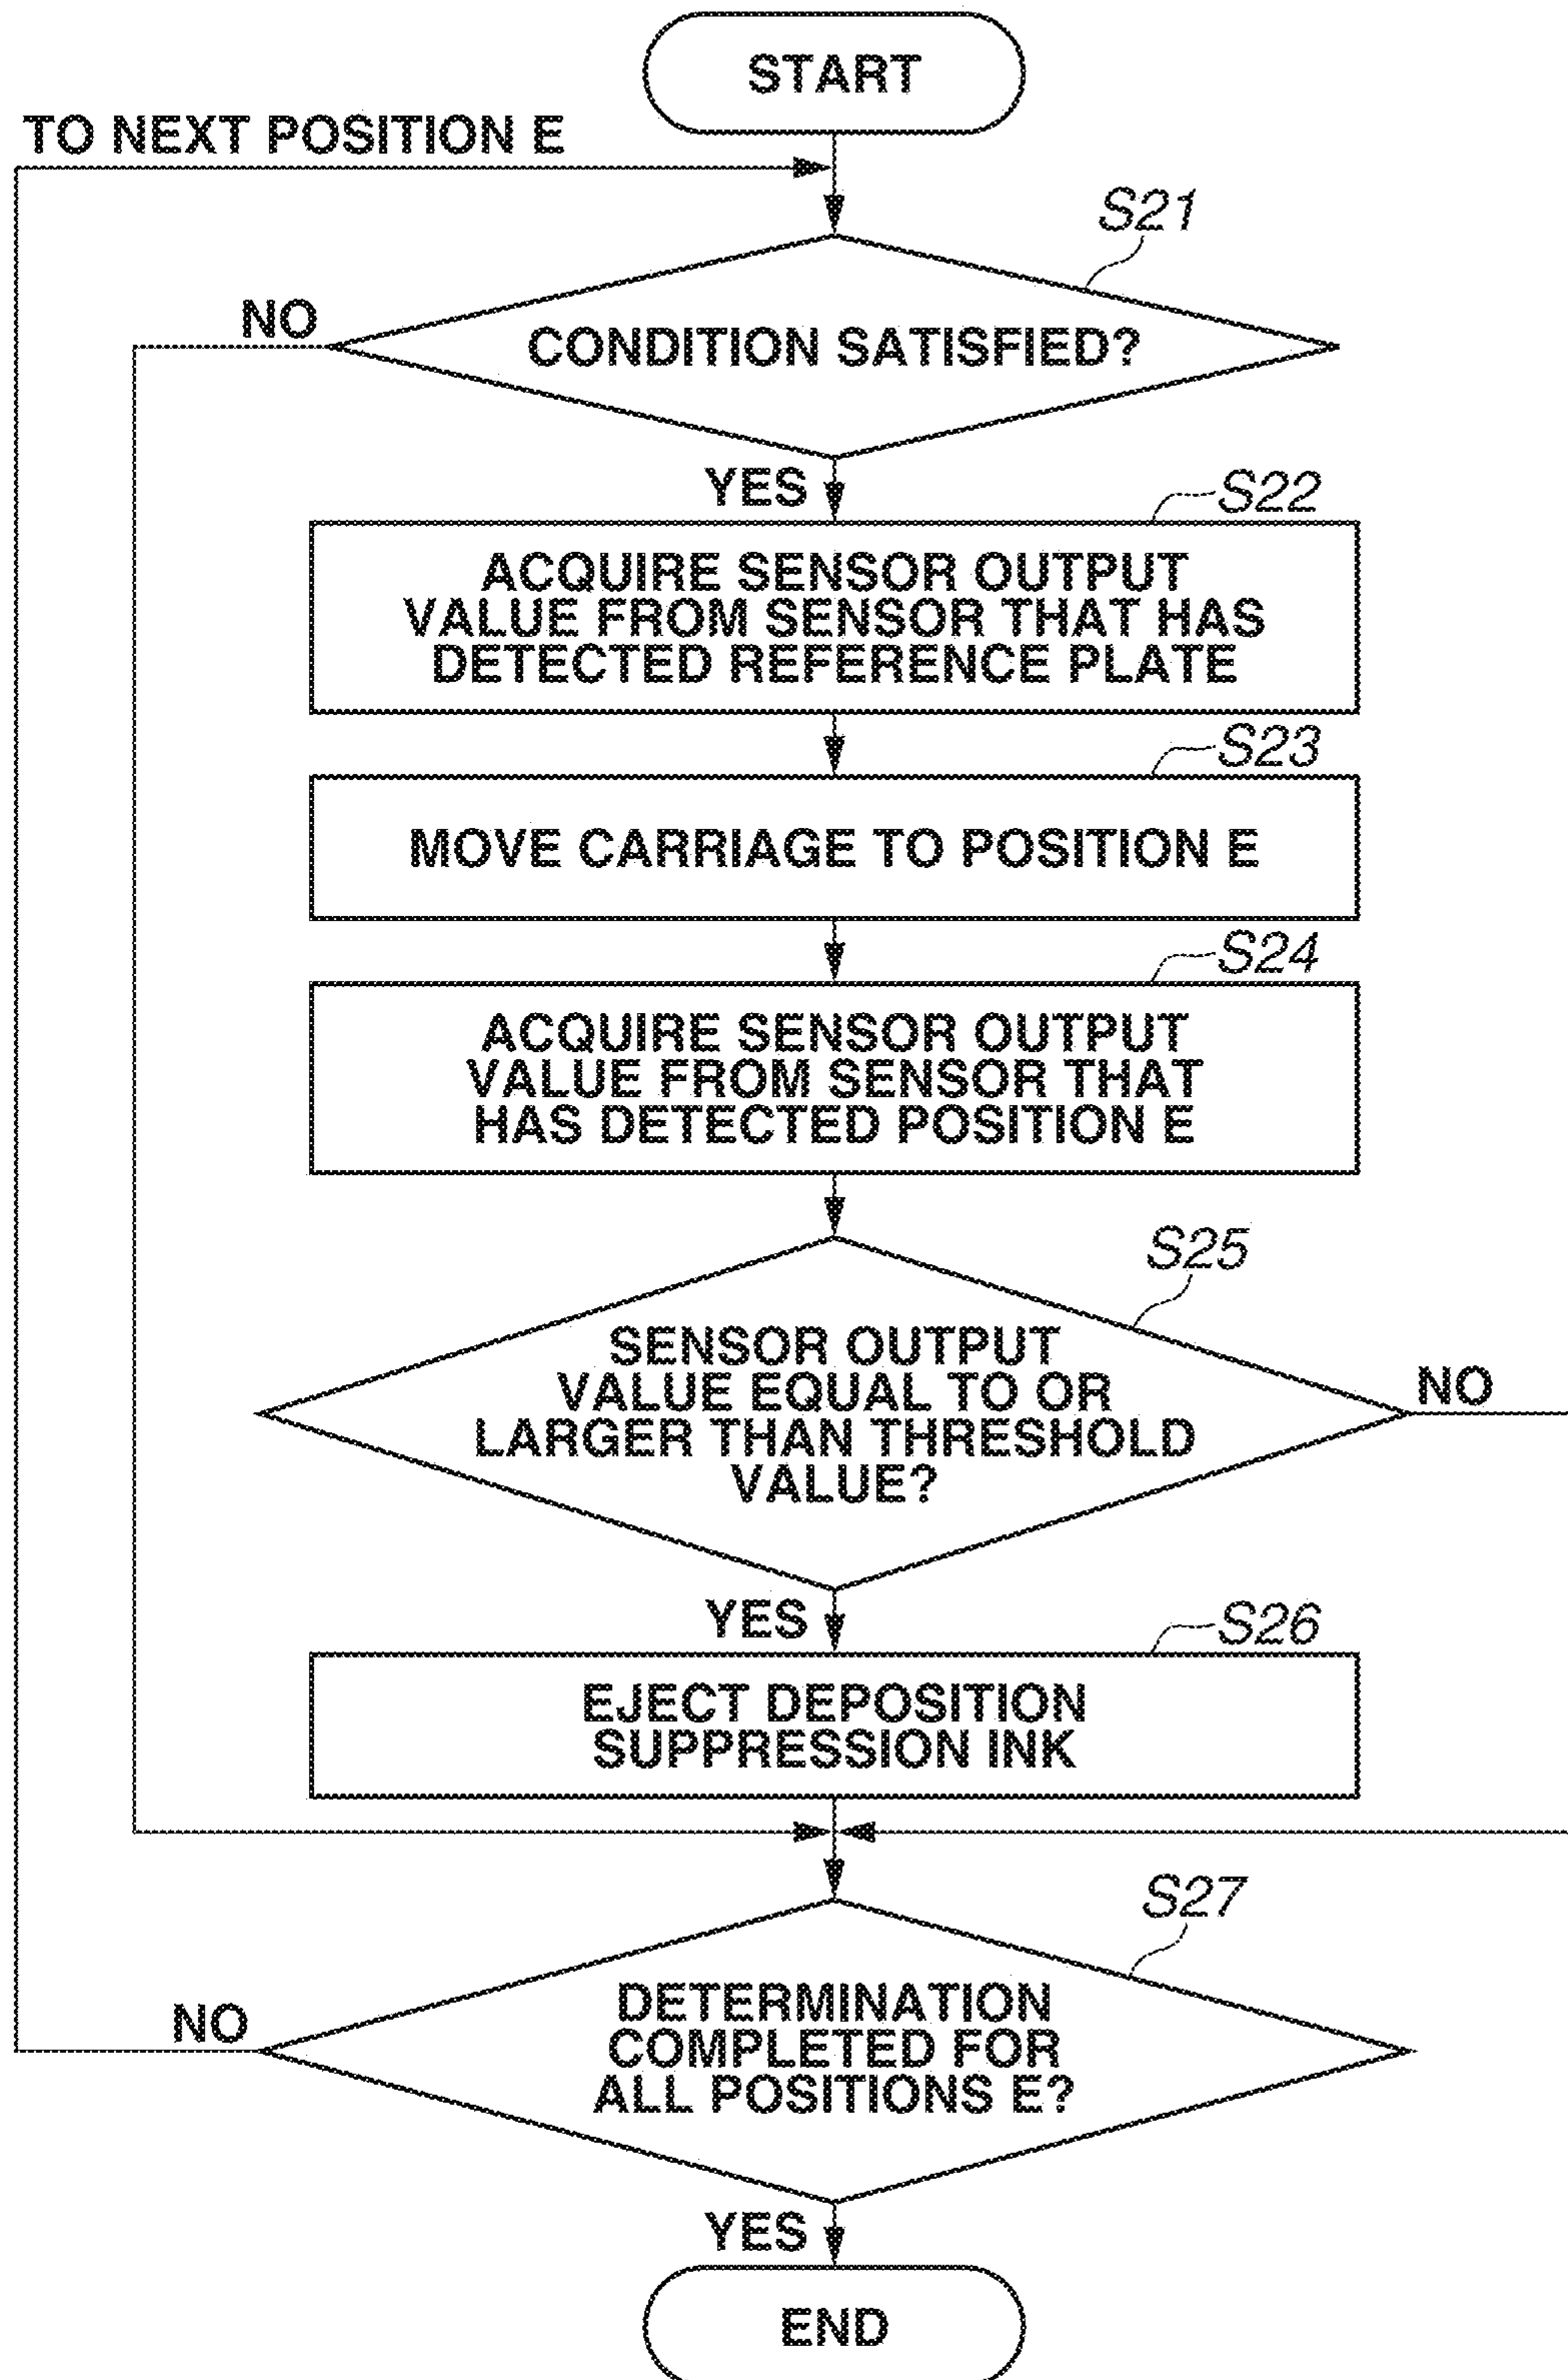 START
TO NEXT POSITION E
S21
NO
CONDITION SATISFIED?
YES
S22
ACQUIRE SENSOR OUTPUT
VALUE FROM SENSOR THAT HAS
DETECTED REFERENCE PLATE
S23
MOVE CARRIAGE TO POSITION E
S24
ACQUIRE SENSOR OUTPUT
VALUE FROM SENSOR THAT
HAS DETECTED POSITION E
S25
SENSOR OUTPUT
VALUE EQUAL TO OR
LARGER THAN THRESHOLD
VALUE?
NO
YES
S26
EJECT DEPOSITION
SUPPRESSION INK
S27
DETERMINATION
COMPLETED FOR
ALL POSITIONS E?
NO
YES
END